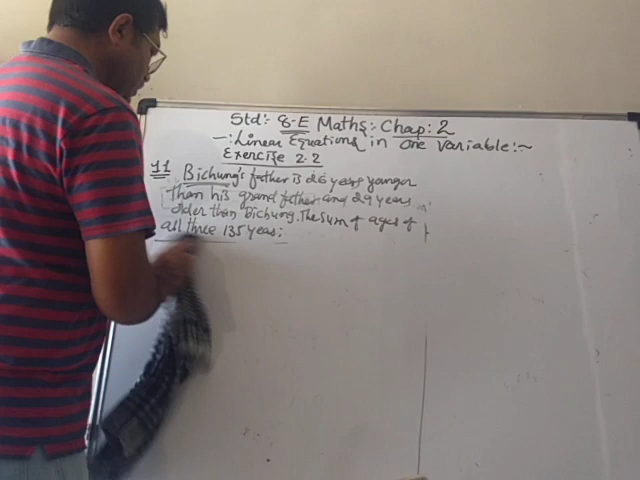 Std:- 8-E Maths:- Chap: 2
-:Linear Equations in one variable:~
Exercise 2.2
11 Bichung's father is 26 years younger
than his grand father and 29 years
older than Bichung. The sum of ages of
all three 135 yeas: